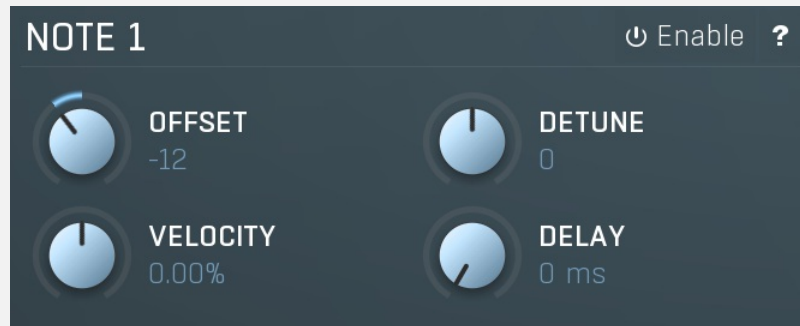 NOTE 1 Enable ?
OFFSET DETUNE
-12 0
VELOCITY DELAY
0.00% 0 ms